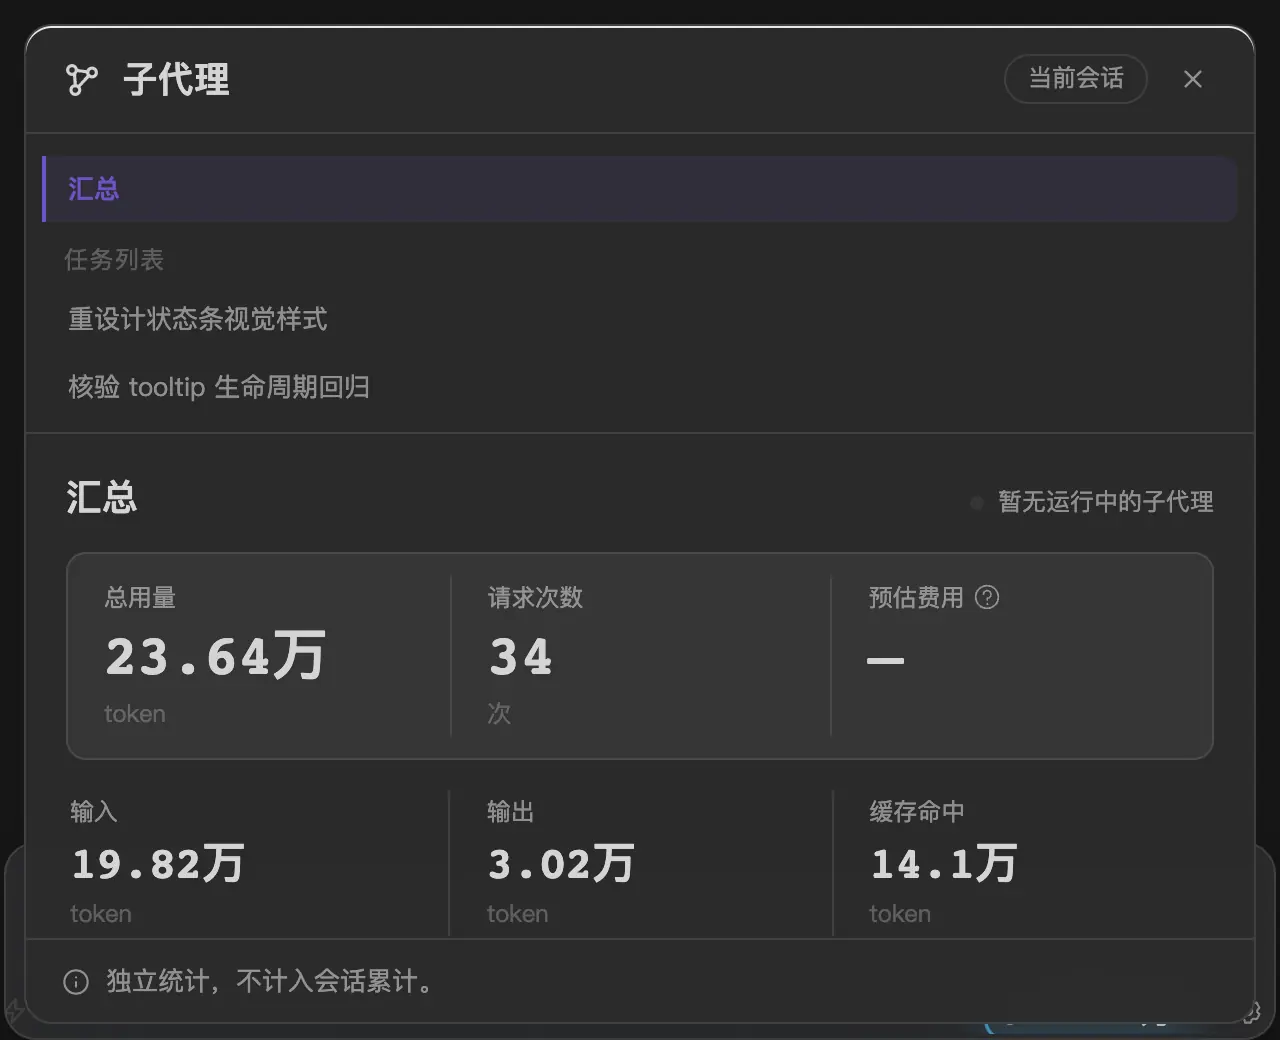 子代理
当前会话
汇总
任务列表
重设计状态条视觉样式
核验 tooltip 生命周期回归
汇总
暂无运行中的子代理
总用量
23.64万
token
请求次数
34
次
预估费用
—
输入
19.82万
token
输出
3.02万
token
缓存命中
14.1万
token
独立统计，不计入会话累计。